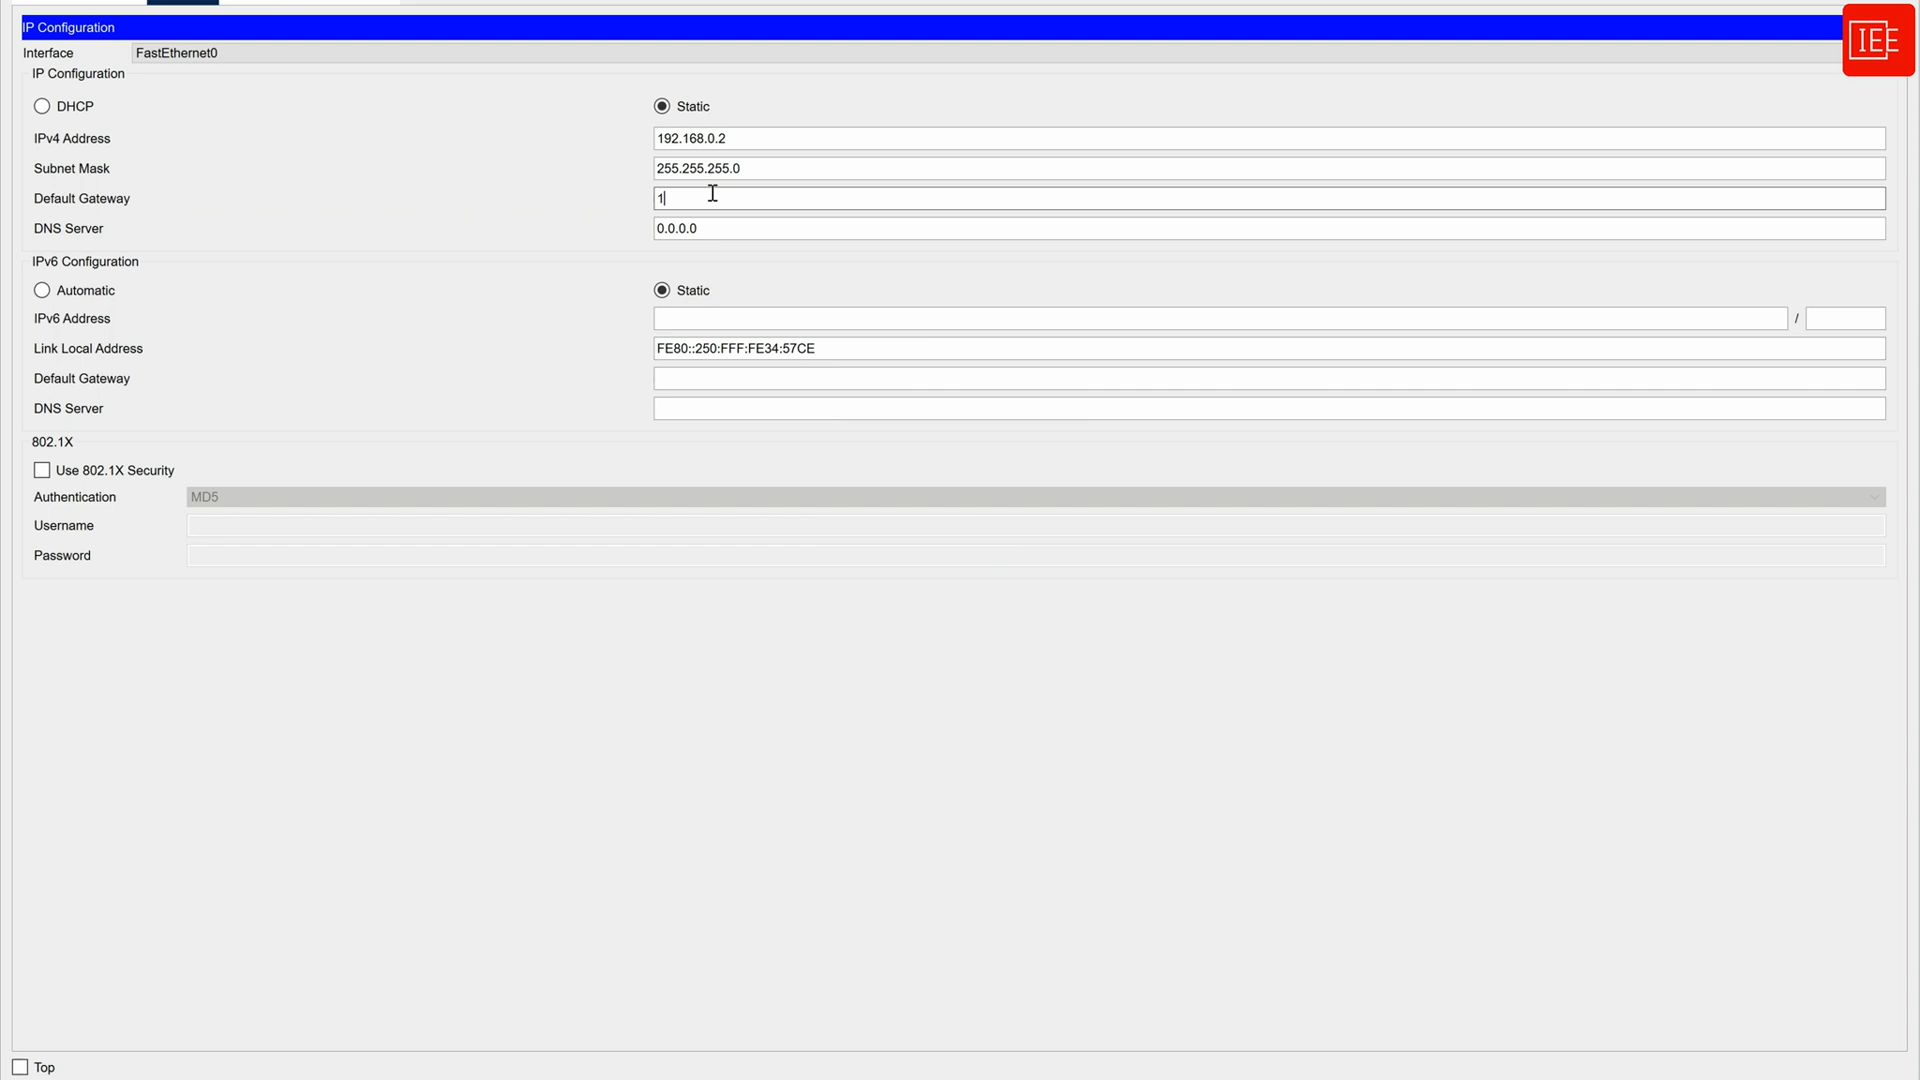 IP Configuration
Interface FastEthernet0
IP Configuration
DHCP Static
IPv4 Address 192.168.0.2
Subnet Mask 255.255.255.0
Default Gateway 1
DNS Server 0.0.0.0
IPv6 Configuration
Automatic Static
IPv6 Address /
Link Local Address FE80::250:FFF:FE34:57CE
Default Gateway
DNS Server
802.1X
Use 802.1X Security
Authentication MD5
Username
Password
Top
IEE